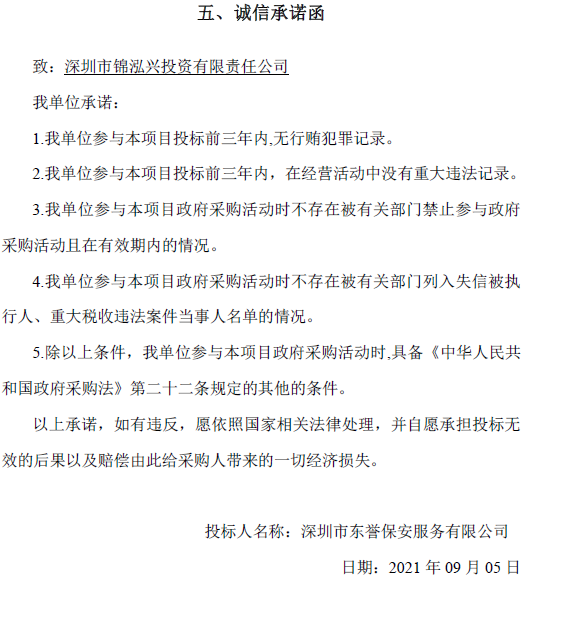 五、诚信承诺函
致：深圳市锦泓兴投资有限责任公司
我单位承诺：
1.我单位参与本项目投标前三年内,无行贿犯罪记录。
2.我单位参与本项目投标前三年内，在经营活动中没有重大违法记录。
3.我单位参与本项目政府采购活动时不存在被有关部门禁止参与政府
采购活动且在有效期内的情况。
4.我单位参与本项目政府采购活动时不存在被有关部门列入失信被执
行人、重大税收违法案件当事人名单的情况。
5.除以上条件，我单位参与本项目政府采购活动时,具备《中华人民共
和国政府采购法》第二十二条规定的其他的条件。
以上承诺，如有违反，愿依照国家相关法律处理，并自愿承担投标无
效的后果以及赔偿由此给采购人带来的一切经济损失。
投标人名称：深圳市东誉保安服务有限公司
日期：2021 年 09 月 05 日